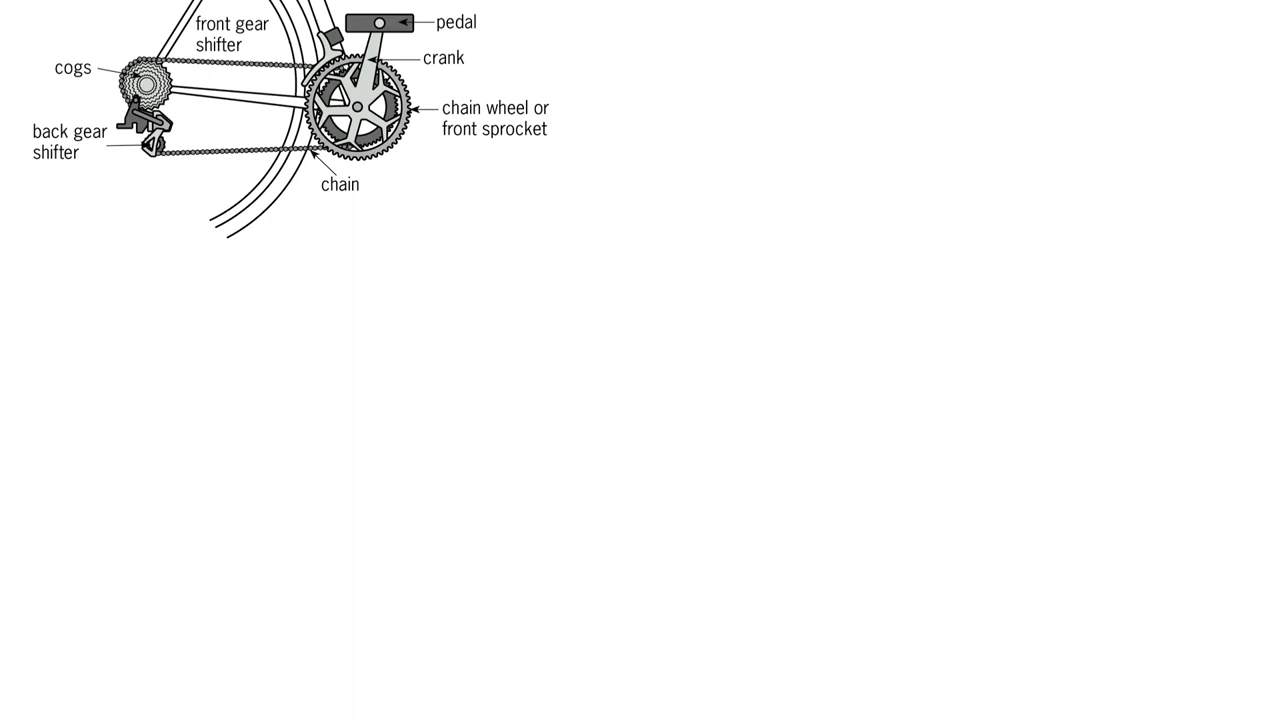 front gear
shifter
pedal
crank
cogs
chain wheel or
front sprocket
back gear
shifter
chain